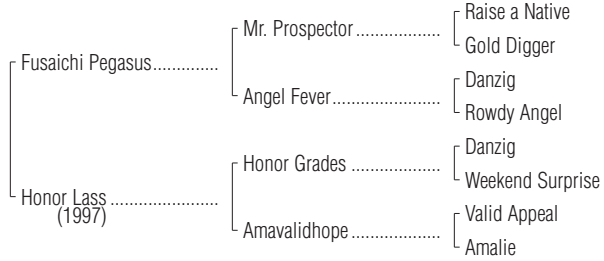 Raise a Native
Mr. Prospector ..................
Gold Digger
Fusaichi Pegasus..............
Danzig
Angel Fever.......................
Rowdy Angel
Danzig
Honor Grades ...................
Weekend Surprise
Honor Lass .......................
(1997)
Valid Appeal
Amavalidhope...................
Amalie